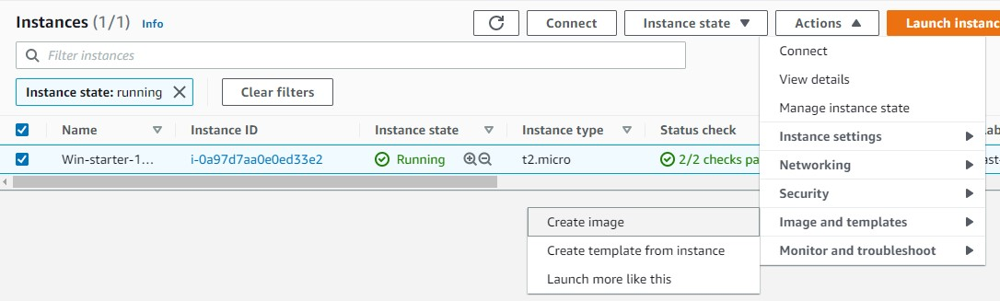 Instances (1/1) Info Connect Instance state Actions
Launch instanc
Filter instances Connect
Instance state: running Clear filters View details
Manage instance state
Name Instance ID Instance state Instance type Status check Instance settings
Win-starter-1... i-0a97d7aa0e0ed33e2 Running t2.micro 2/2 checks pa Networking
Security
Create image Image and templates
Create template from instance Monitor and troubleshoot
Launch more like this